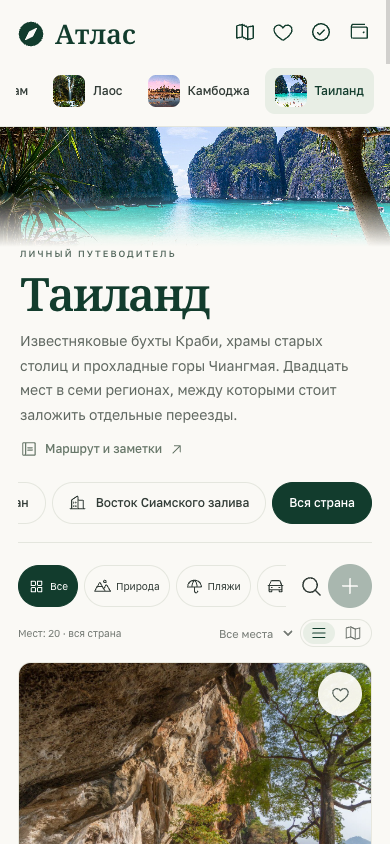 Атлас
ам
Лаос
Камбоджа
Таиланд
ЛИЧНЫЙ ПУТЕВОДИТЕЛЬ
Таиланд
Известняковые бухты Краби, храмы старых
столиц и прохладные горы Чиангмая. Двадцать
мест в семи регионах, между которыми стоит
заложить отдельные переезды.
Маршрут и заметки
ан
Восток Сиамского залива
Вся страна
Все
Природа
Пляжи
Мест: 20 · вся страна
Все места